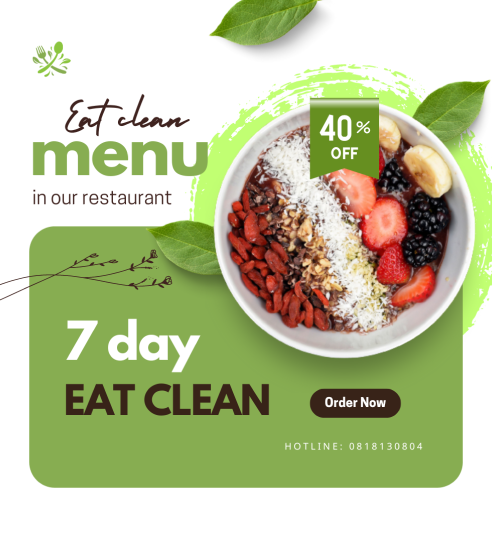 Eat clean
menu
in our restaurant
40%
OFF
7 day
EAT CLEAN
Order Now
HOTLINE: 0818130804